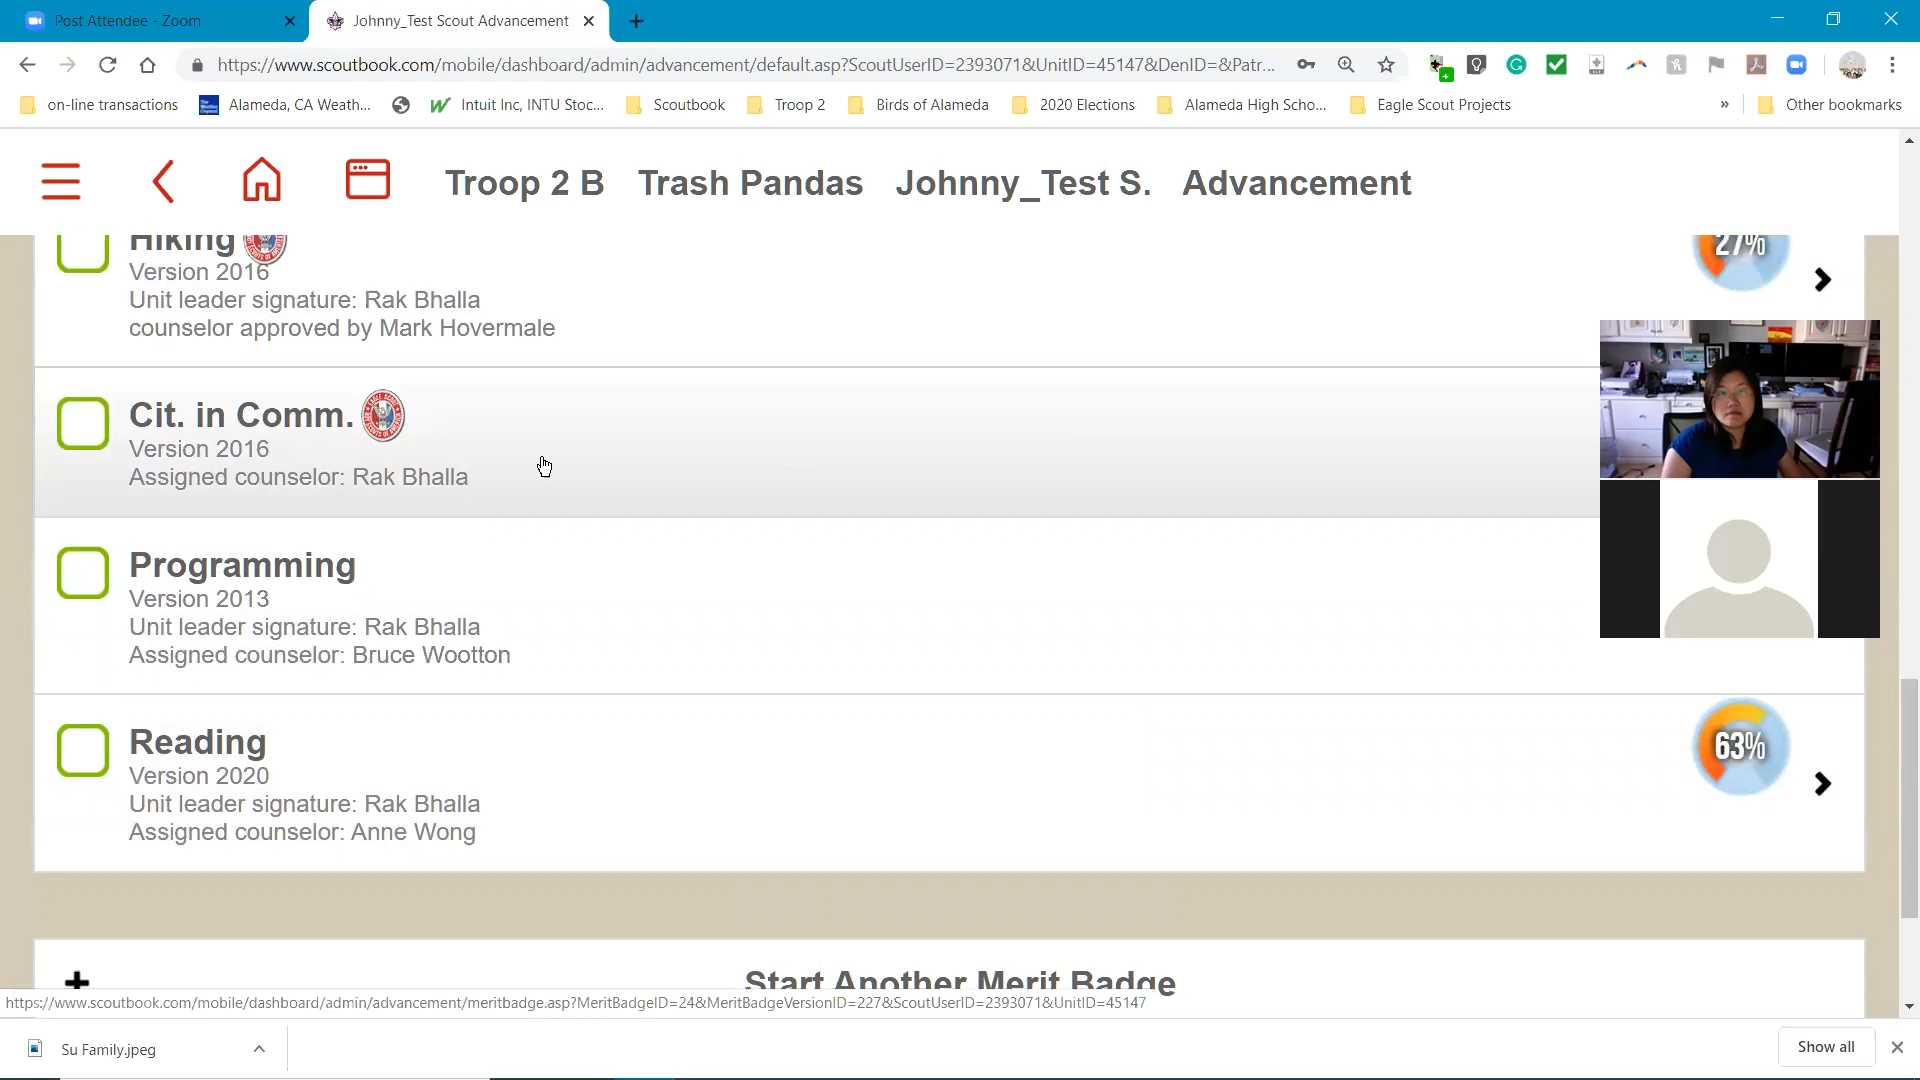 Post Attendee - Zoom
Johnny_Test Scout Advancement
https://www.scoutbook.com/mobile/dashboard/admin/advancement/default.asp?ScoutUserID=2393071&UnitID=45147&DenID=&Patr...
on-line transactions
Alameda, CA Weath...
Intuit Inc, INTU Stoc...
Scoutbook
Troop 2
Birds of Alameda
2020 Elections
Alameda High Scho...
Eagle Scout Projects
»
Other bookmarks
Troop 2 B Trash Pandas Johnny_Test S. Advancement
Hiking
27%
Version 2016
Unit leader signature: Rak Bhalla
counselor approved by Mark Hovermale
Cit. in Comm.
Version 2016
Assigned counselor: Rak Bhalla
Programming
Version 2013
Unit leader signature: Rak Bhalla
Assigned counselor: Bruce Wootton
Reading
63%
Version 2020
Unit leader signature: Rak Bhalla
Assigned counselor: Anne Wong
Start Another Merit Badge
https://www.scoutbook.com/mobile/dashboard/admin/advancement/meritbadge.asp?MeritBadgeID=24&MeritBadgeVersionID=227&ScoutUserID=2393071&UnitID=45147
Su Family.jpeg
Show all